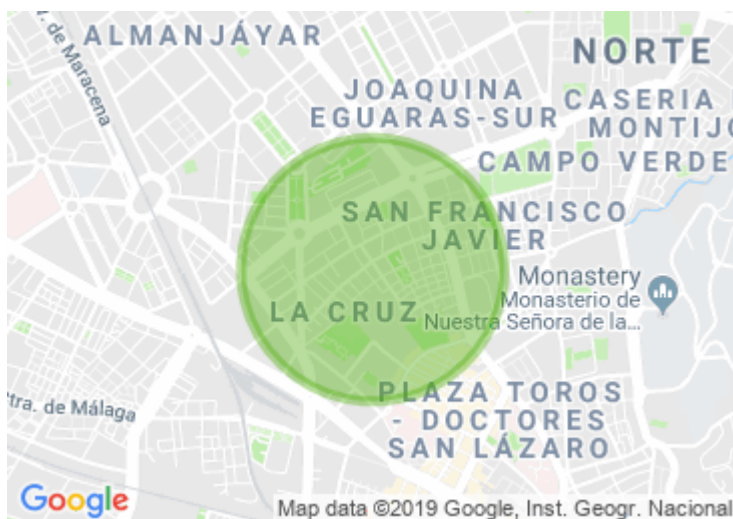 ALMANJÁYAR
NORTE
de Maracena
JOAQUINA
EGUARAS-SUR
CASERIA
MONTIJO
CAMPO VERDE
SAN FRANCISCO
JAVIER
Monastery
Monasterio de
Nuestra Señora de la...
LA CRUZ
PLAZA TOROS
- DOCTORES
SAN LÁZARO
tra. de Málaga
Google
Map data ©2019 Google, Inst. Geogr. Nacional